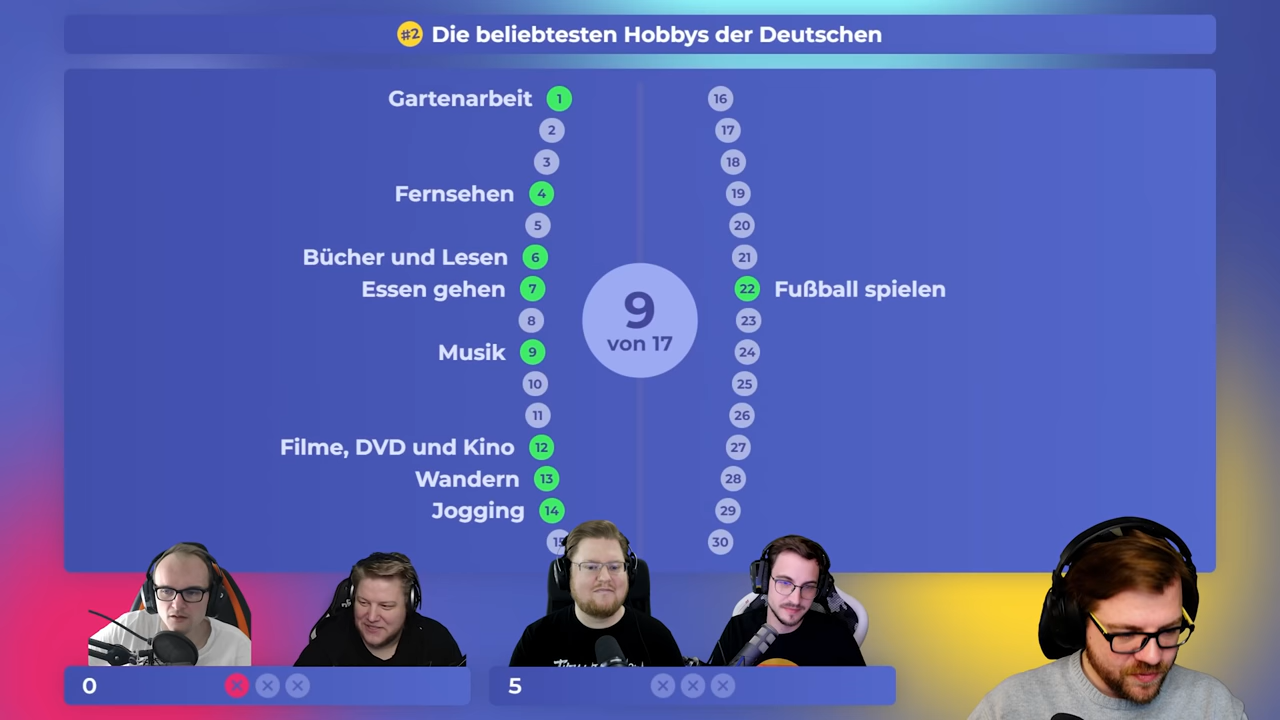 #2 Die beliebtesten Hobbys der Deutschen
Gartenarbeit 1
2
3
Fernsehen 4
5
Bücher und Lesen 6
Essen gehen 7
8
Musik 9
10
11
Filme, DVD und Kino 12
Wandern 13
Jogging 14
15
9
von 17
16
17
18
19
20
21
22 Fußball spielen
23
24
25
26
27
28
29
30
0
5